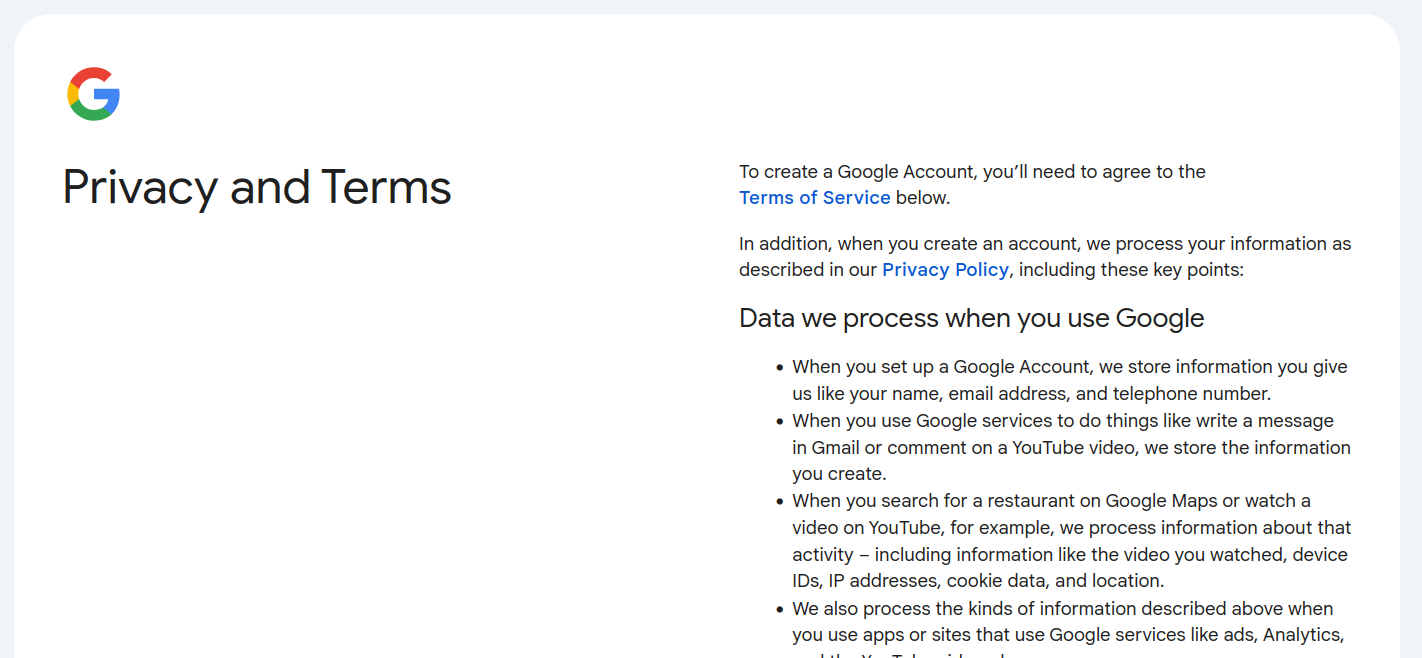 Privacy and Terms
To create a Google Account, you’ll need to agree to the
Terms of Service below.
In addition, when you create an account, we process your information as
described in our Privacy Policy, including these key points:
Data we process when you use Google
• When you set up a Google Account, we store information you give
us like your name, email address, and telephone number.
• When you use Google services to do things like write a message
in Gmail or comment on a YouTube video, we store the information
you create.
• When you search for a restaurant on Google Maps or watch a
video on YouTube, for example, we process information about that
activity – including information like the video you watched, device
IDs, IP addresses, cookie data, and location.
• We also process the kinds of information described above when
you use apps or sites that use Google services like ads, Analytics,